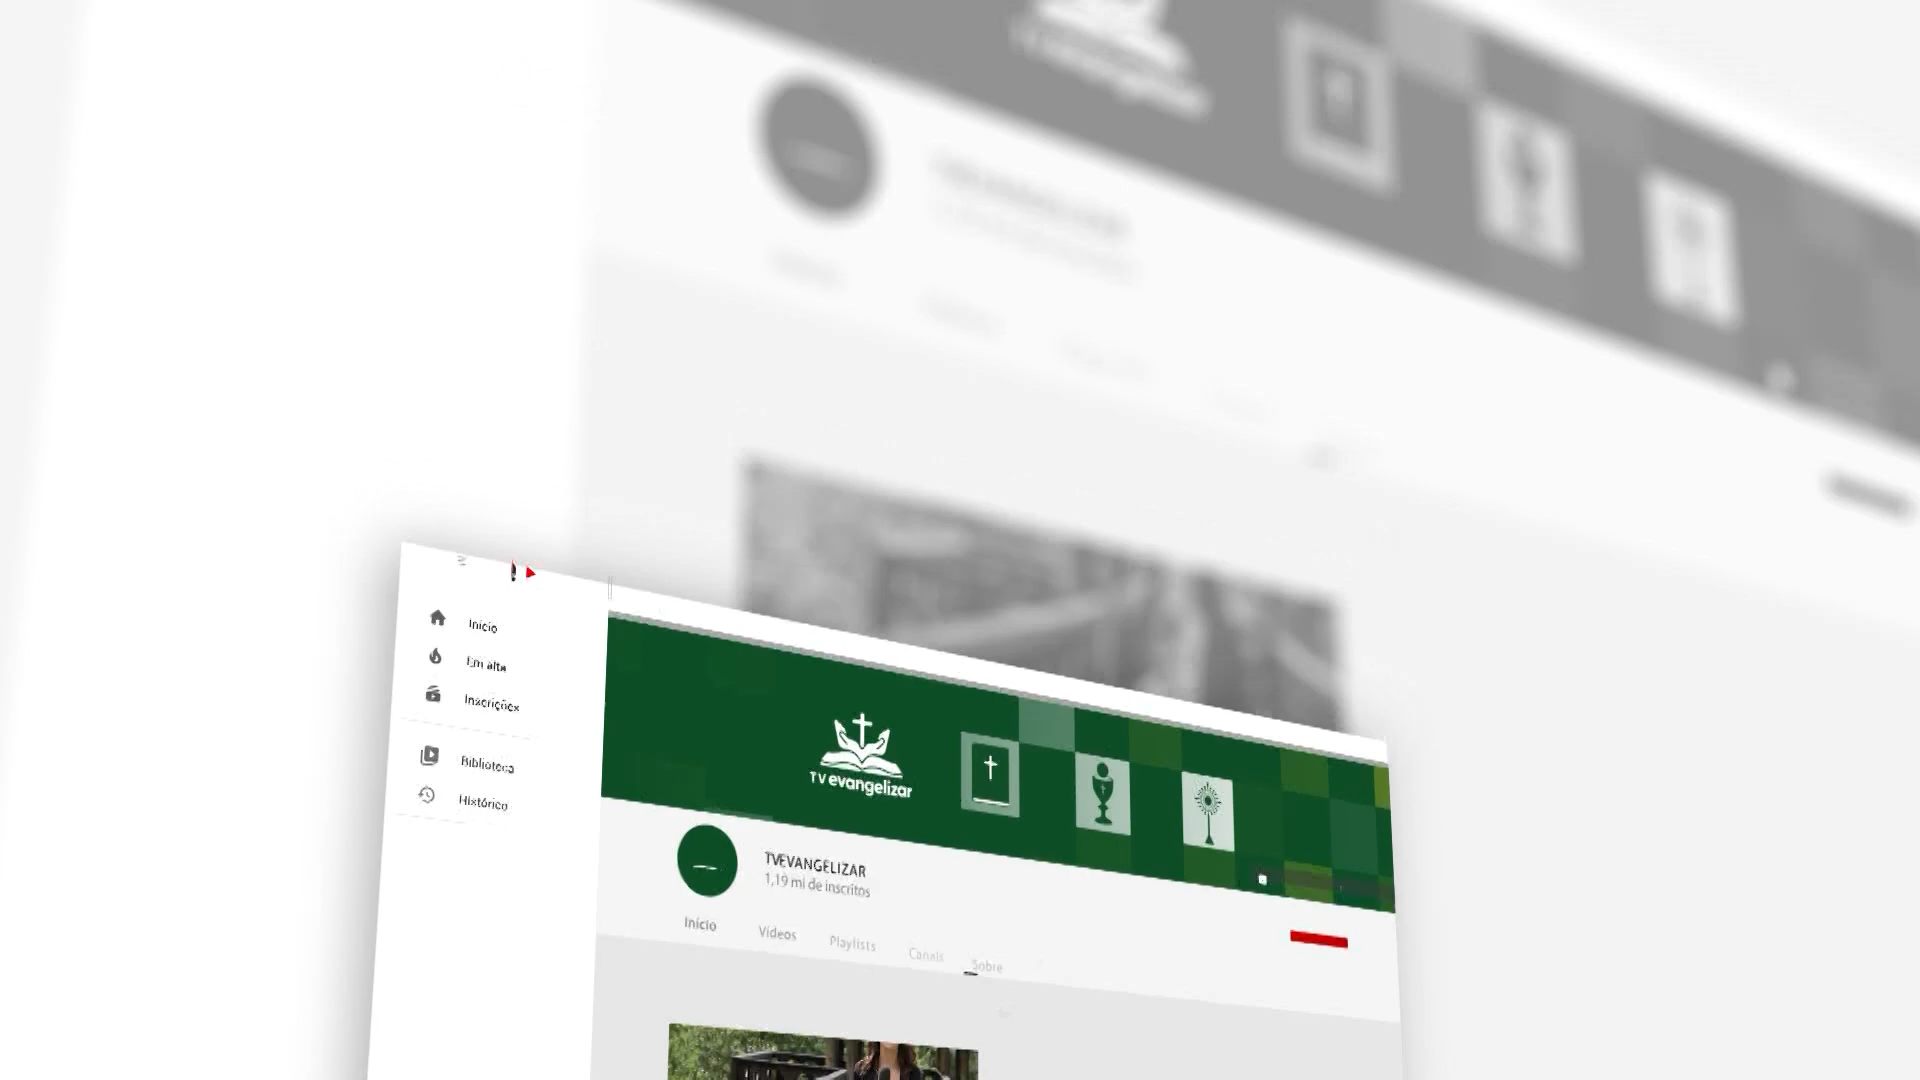 Início
Em alta
Inscrições
Biblioteca
Histórico
TV evangelizar
TVEVANGELIZAR
1,19 mi de inscritos
Início
Vídeos
Playlists
Canais
Sobre